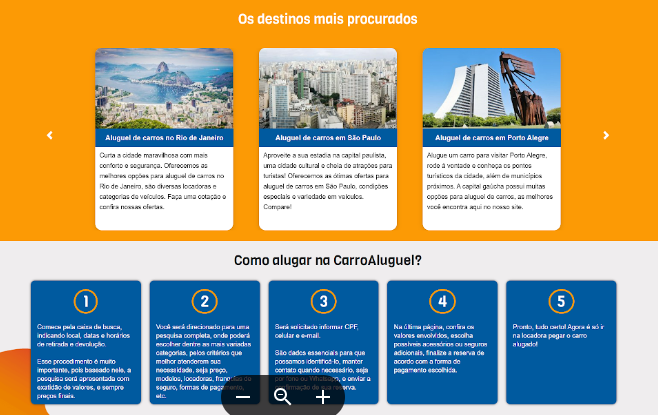 Os destinos mais procurados
Aluguel de carros no Rio de Janeiro
Curta a cidade maravilhosa com mais
conforto e segurança. Oferecemos as
melhores opções para aluguel de carros no
Rio de Janeiro, são diversas locadoras e
categorias de veículos. Faça uma cotação e
confira nossas ofertas.
Aluguel de carros em São Paulo
Aproveite a sua estadia na capital paulista,
uma cidade cultural e cheia de atrações para
turistas! Oferecemos as ótimas ofertas para
aluguel de carros em São Paulo, condições
especiais e variedade em veículos.
Compare!
Aluguel de carros em Porto Alegre
Alugue um carro para visitar Porto Alegre,
rode à vontade e conheça os pontos
turísticos da cidade, além de municípios
próximos. A capital gaúcha possui muitas
opções para aluguel de carros, as melhores
você encontra aqui no nosso site.
Como alugar na CarroAluguel?
1
Comece pela caixa de busca,
indicando local, datas e horários
de retirada e devolução.
Esse procedimento é muito
importante, pois baseado nele, a
pesquisa será apresentada com
exatidão de valores, e sempre
preços finais.
2
Você será direcionado para uma
pesquisa completa, onde poderá
escolher dentre as mais variadas
categorias, pelos critérios que
melhor atenderem sua
necessidade, seja preço,
modelos, locadoras, franquias de
seguro, formas de pagamento,
etc.
3
Será solicitado informar CPF,
celular e e-mail.
São dados essenciais para que
possamos identificá-lo, manter
contato quando necessário, seja
por fone ou Whatsapp, e enviar a
confirmação de sua reserva.
4
Na última página, confira os
valores, escolha
possíveis acessórios ou seguros
adicionais, finalize a reserva de
acordo com a forma de
pagamento escolhida.
5
Pronto, tudo certo! Agora é só ir
na locadora pegar o carro
alugado!